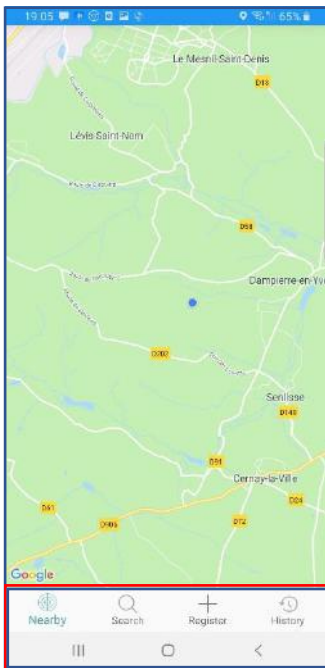 19:05 65%
Le Mesnil-Saint-Denis
D13
Lévis-Saint-Nom
D58
Dampierre-en-Yve
D202
Senlisse
D149
D91
Cernay-la-Ville
D24
D61
D906
D72
Google
Nearby Search Register History